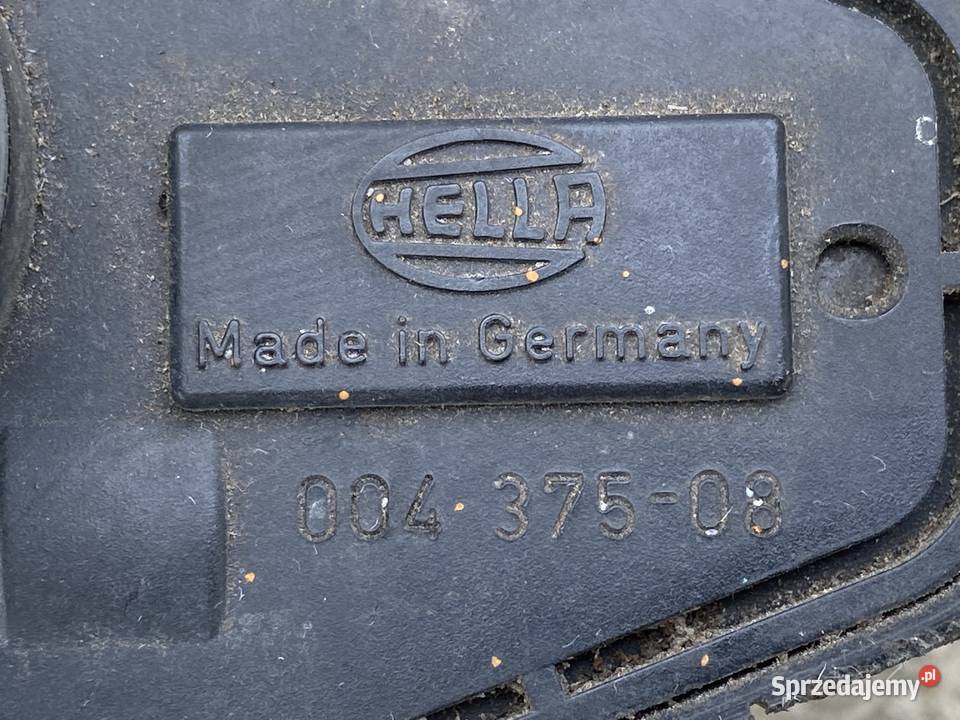 HELLA
Made in Germany
004 375-08
Sprzedajemy.pl